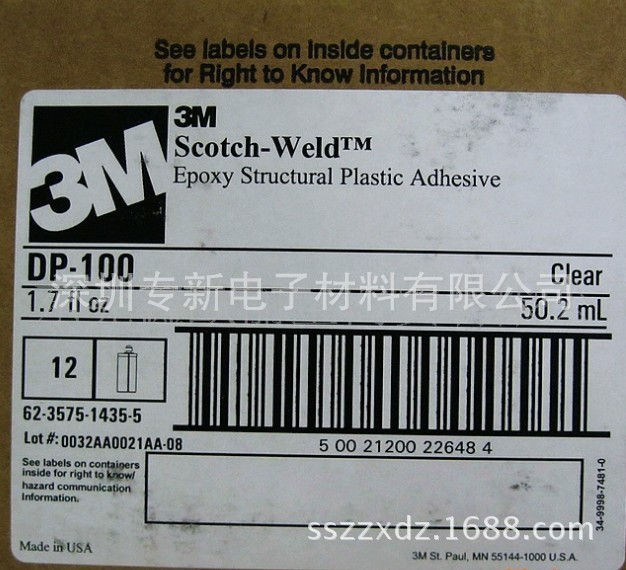 See labels on Inside containers
for Right to Know Information
3M
3M
Scotch-Weld™
Epoxy Structural Plastic Adhesive
DP-100 Clear
深圳专新电子材料有限公司
1.7 fl oz 50.2 mL
12
62-3575-1435-5
Lot #: 0032AA0021AA-08
5 00 21200 22648 4
See labels on containers
inside for right to know/
hazard communication
Information.
34-9998-7481-0
sszzxdz.1688.com
Made in USA
3M St. Paul, MN 55144-1000 U.S.A.